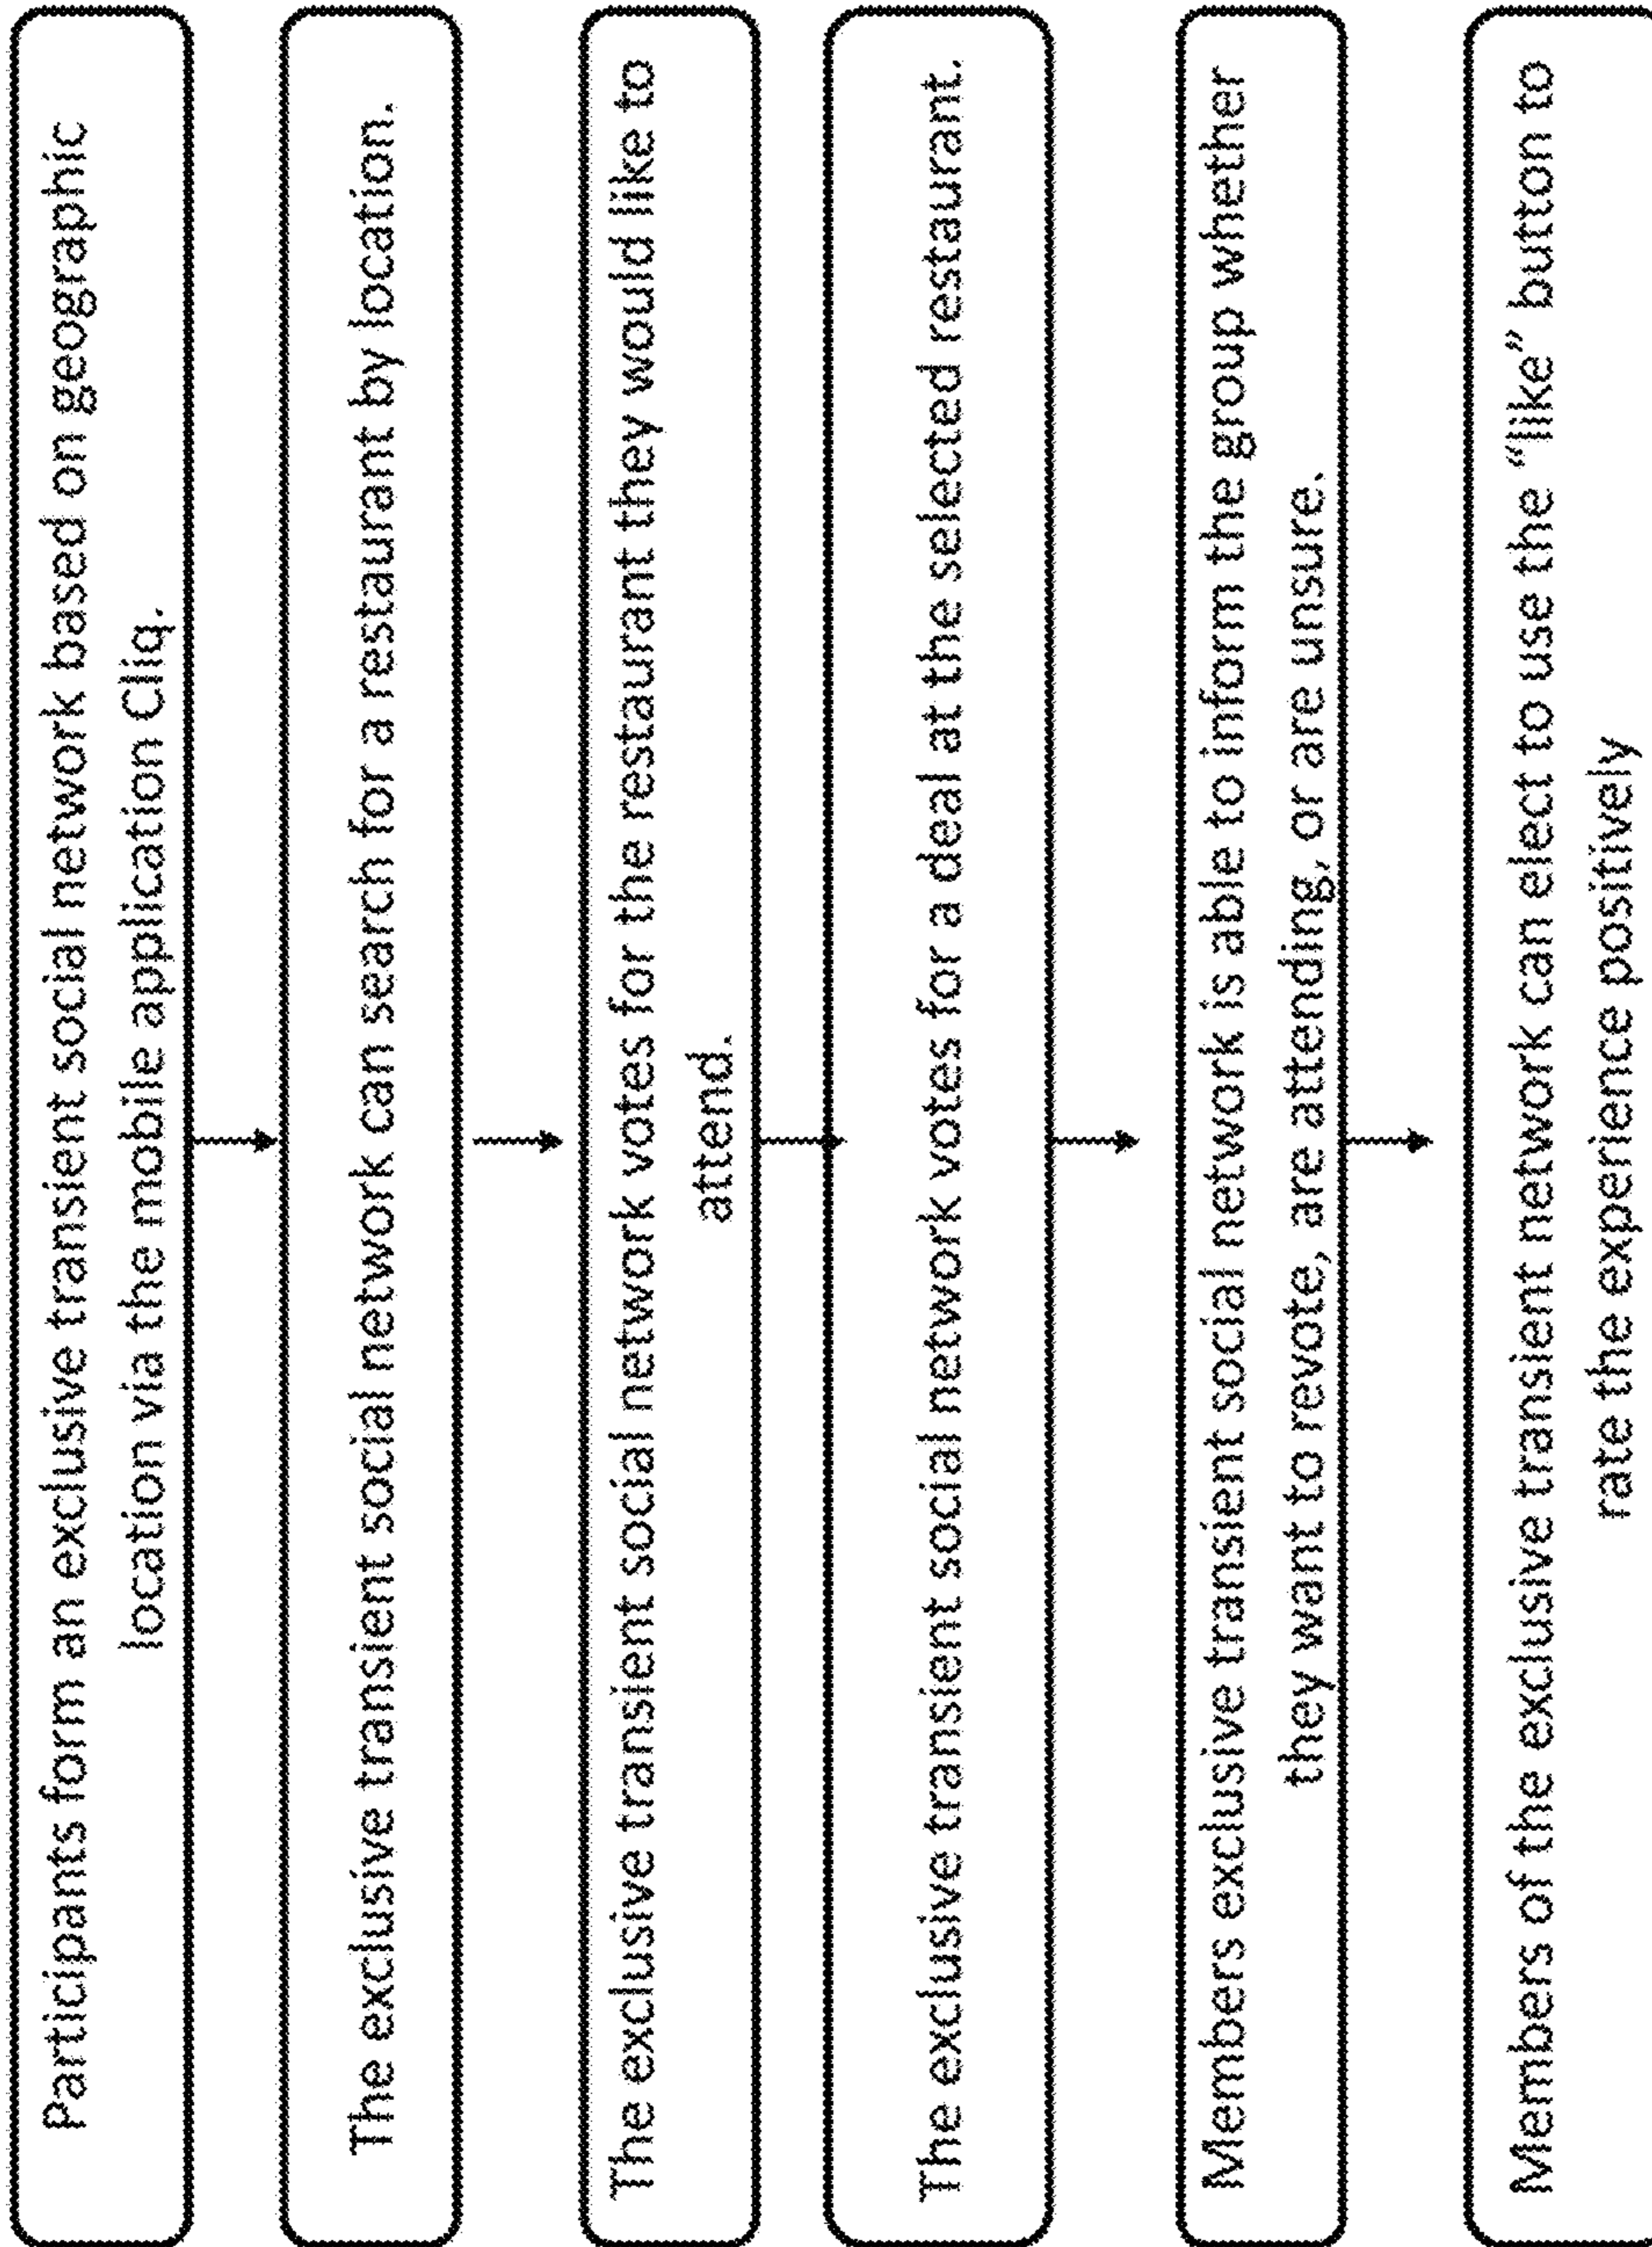 Participants form an exclusive transient social network based on geographic
location via the mobile application Cliq.
The exclusive transient social network can search for a restaurant by location.
The exclusive transient social network votes for the restaurant they would like to
attend.
The exclusive transient social network votes for a deal at the selected restaurant.
Members exclusive transient social network is able to inform the group whether
they want to revote, are attending, or are unsure.
Members of the exclusive transient network can elect to use the “like” button to
rate the experience positively